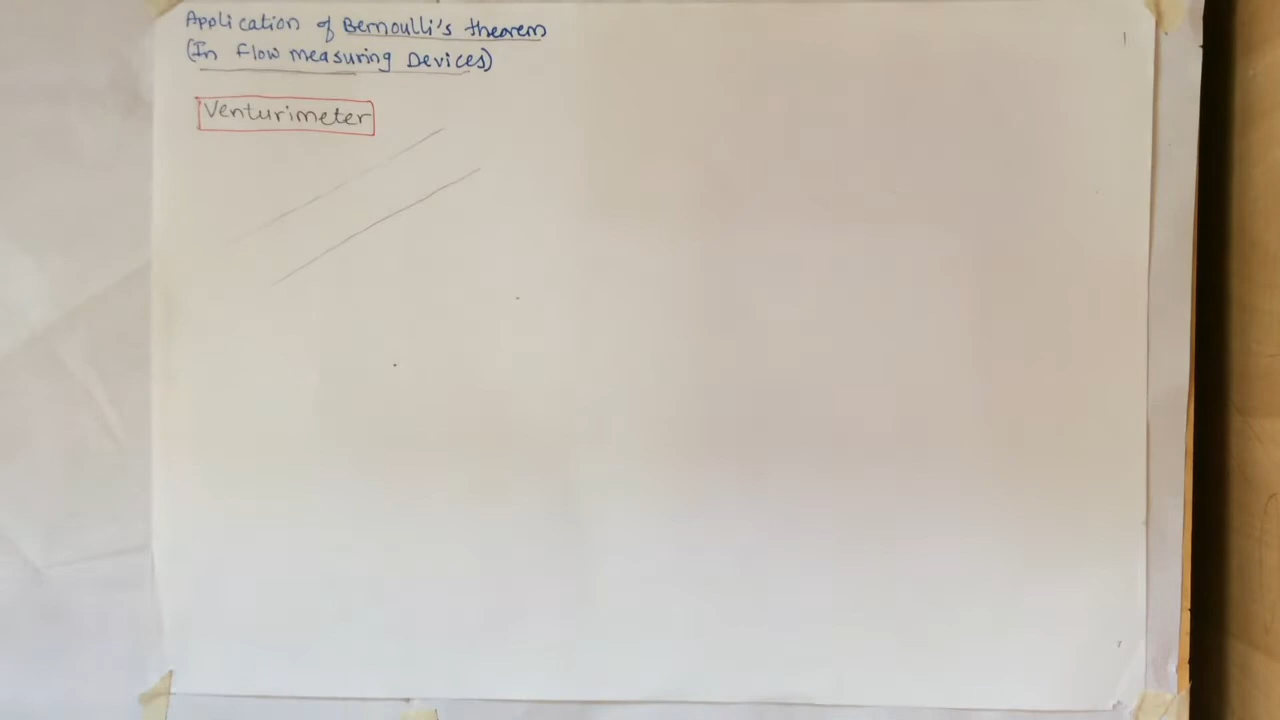 Application of Bernoulli's theorem
(In Flow measuring Devices)
Venturimeter